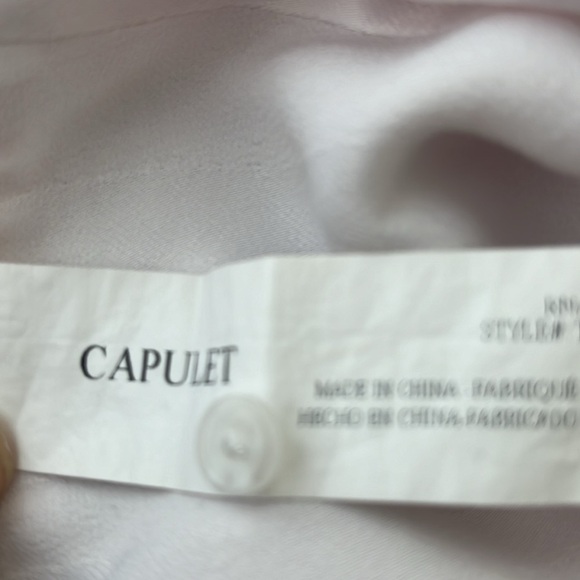 CAPULET
STYLE#
MADE IN CHINA FABRIQUÉ
HECHO EN CHINA-FABRICADO